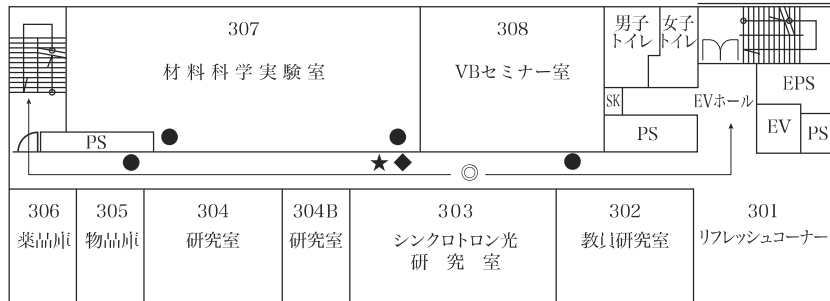 307
材料科学実験室
308
VBセミナー室
男子
トイレ
女子
トイレ
SK
PS
EVホール
EPS
EV
PS
PS
306
薬品庫
305
物品庫
304
研究室
304B
研究室
303
シンクロトロン光
研究室
302
教員研究室
301
リフレッシュコーナー